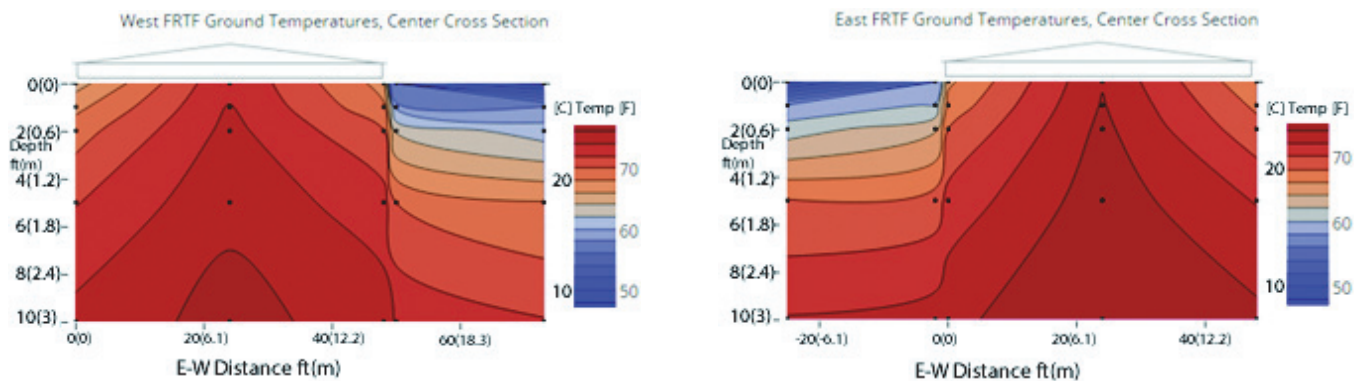 West FRTF Ground Temperatures, Center Cross Section
0(0)
2(0.6)
Depth
ft(m)
4(1.2)
6(1.8)
8(2.4)
10(3)
0(0) 20(6.1) 40(12.2) 60(18.3)
E-W Distance ft(m)
[C] Temp [F]
70
20
60
10 50
East FRTF Ground Temperatures, Center Cross Section
0(0)
2(0.6)
Depth
ft(m)
4(1.2)
6(1.8)
8(2.4)
10(3)
-20(-6.1) 0(0) 20(6.1) 40(12.2)
E-W Distance ft(m)
[C] Temp [F]
70
20
60
10 50